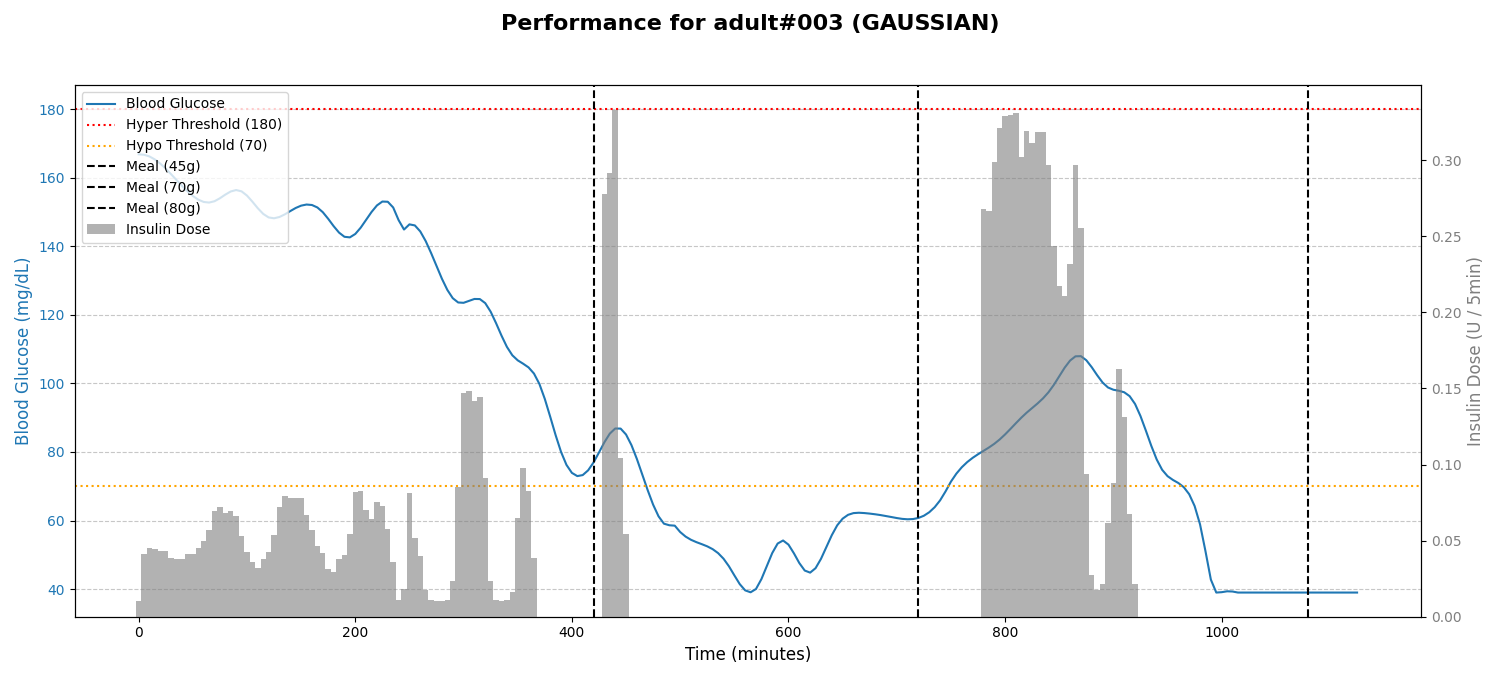 Performance for adult#003 (GAUSSIAN)
Blood Glucose
Hyper Threshold (180)
Hypo Threshold (70)
Meal (45g)
Meal (70g)
Meal (80g)
Insulin Dose
Blood Glucose (mg/dL)
180
160
140
120
100
80
60
40
0.30
0.25
0.20
0.15
0.10
0.05
0.00
Insulin Dose (U / 5min)
0 200 400 600 800 1000
Time (minutes)